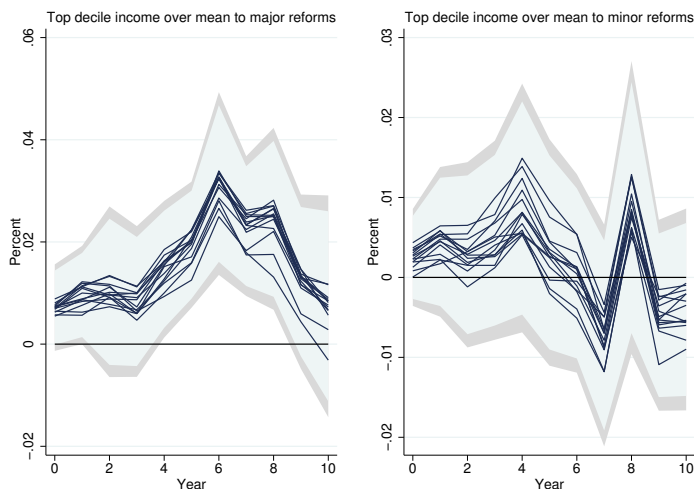 Top decile income over mean to major reforms
.06
.04
.02
0
-.02
Percent
0 2 4 6 8 10
Year
Top decile income over mean to minor reforms
.03
.02
.01
0
-.01
-.02
Percent
0 2 4 6 8 10
Year